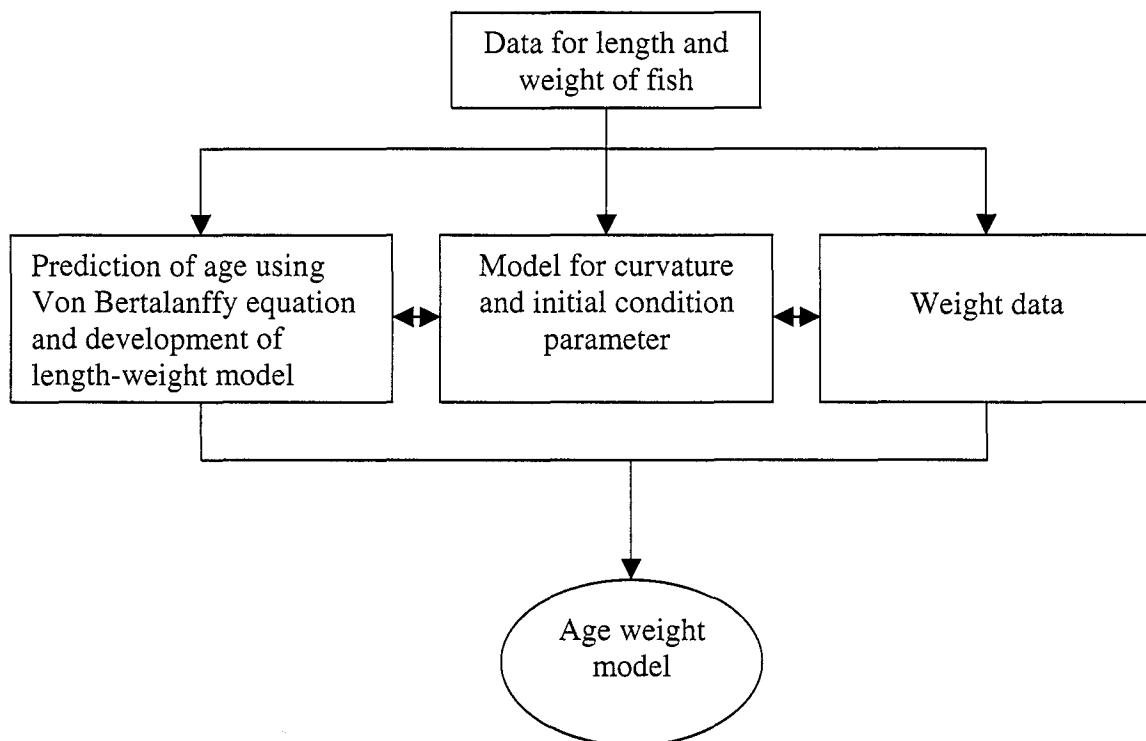 Data for length and
weight of fish
Prediction of age using
Von Bertalanffy equation
and development of
length-weight model
Model for curvature
and initial condition
parameter
Weight data
Age weight
model